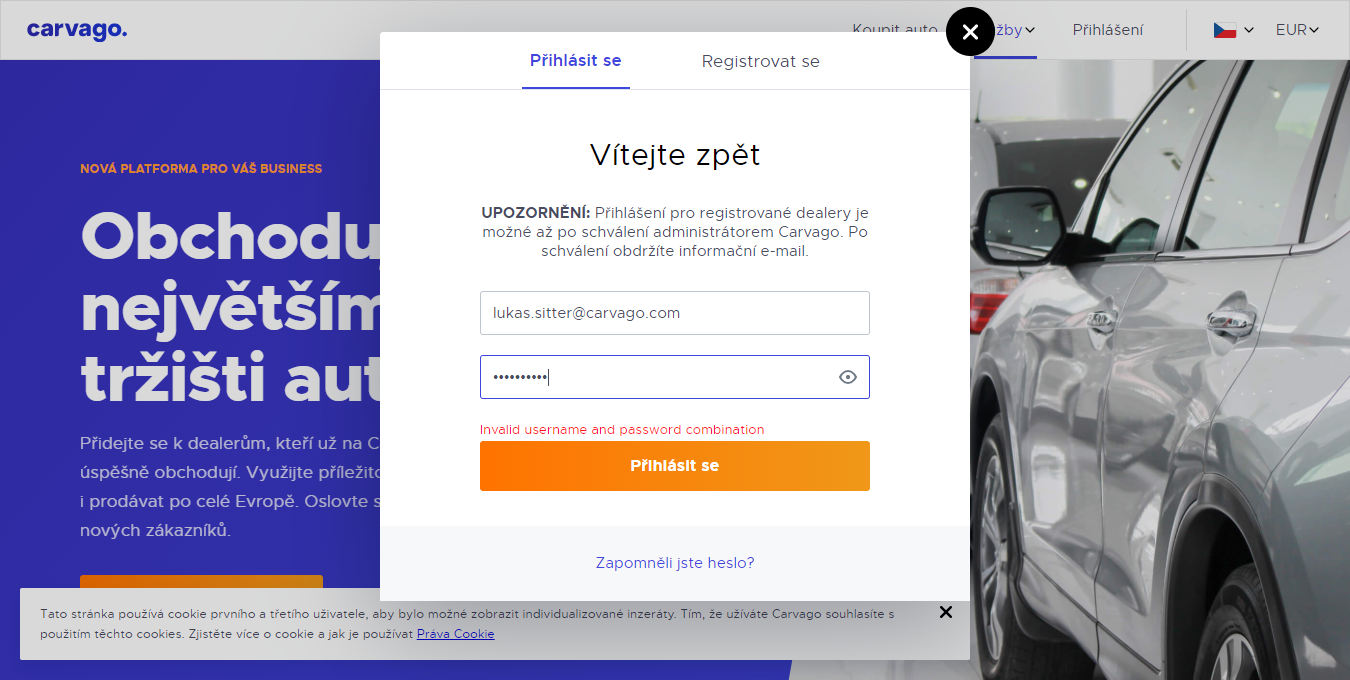 carvago.
Koupit auto
žby
Přihlášení
EUR
Přihlásit se
Registrovat se
NOVÁ PLATFORMA PRO VÁŠ BUSINESS
Obchodu
největším
tržišti aut
Přidejte se k dealerům, kteří už na C
úspěšně obchodují. Využijte příležito
i prodávat po celé Evropě. Oslovte s
nových zákazníků.
Vítejte zpět
UPOZORNĚNÍ: Přihlášení pro registrované dealery je
možné až po schválení administrátorem Carvago. Po
schválení obdržíte informační e-mail.
lukas.sitter@carvago.com
••••••••••
Invalid username and password combination
Přihlásit se
Zapomněli jste heslo?
Tato stránka používá cookie prvního a třetího uživatele, aby bylo možné zobrazit individualizované inzeráty. Tím, že užíváte Carvago souhlasíte s
použitím těchto cookies. Zjistěte více o cookie a jak je používat Práva Cookie